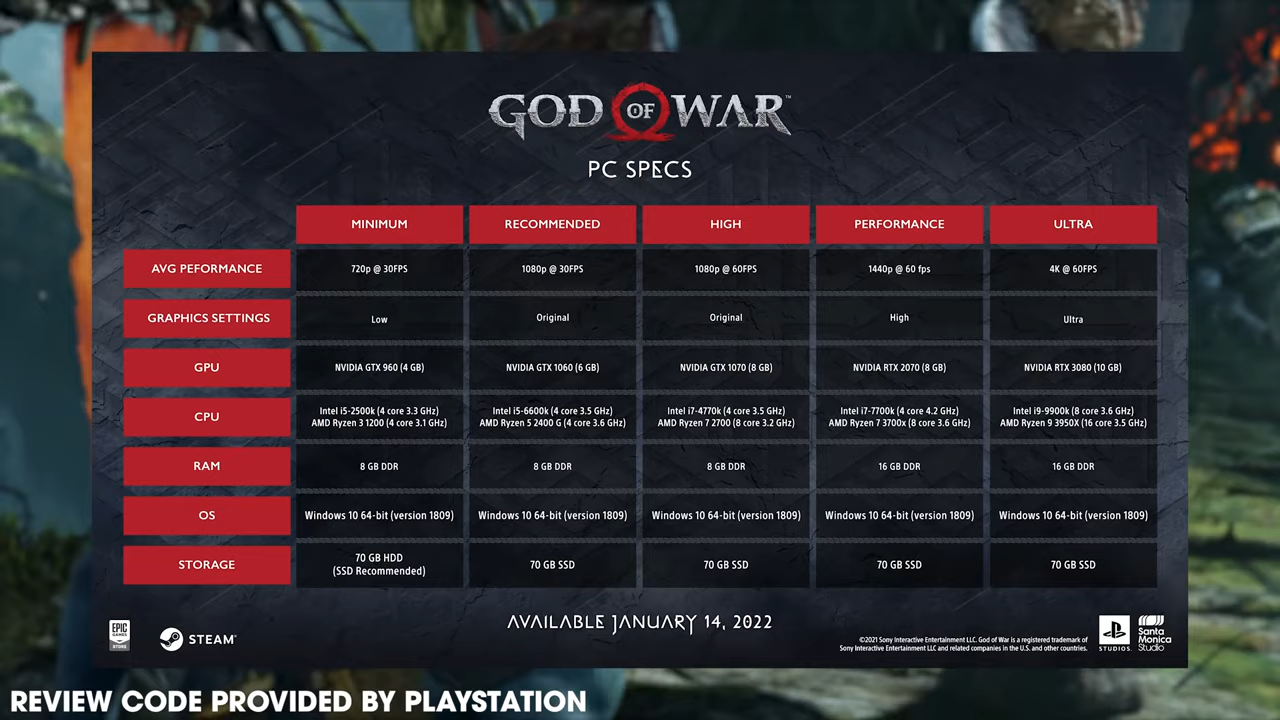 GOD OF WAR™
PC SPECS
MINIMUM RECOMMENDED HIGH PERFORMANCE ULTRA
AVG PEFORMANCE 720p @ 30FPS 1080p @ 30FPS 1080p @ 60FPS 1440p @ 60 fps 4K @ 60FPS
GRAPHICS SETTINGS Low Original Original High Ultra
GPU NVIDIA GTX 960 (4 GB) NVIDIA GTX 1060 (6 GB) NVIDIA GTX 1070 (8 GB) NVIDIA RTX 2070 (8 GB) NVIDIA RTX 3080 (10 GB)
CPU Intel i5-2500k (4 core 3.3 GHz) Intel i5-6600k (4 core 3.5 GHz) Intel i7-4770k (4 core 3.5 GHz) Intel i7-7700k (4 core 4.2 GHz) Intel i9-9900k (8 core 3.6 GHz)
AMD Ryzen 3 1200 (4 core 3.1 GHz) AMD Ryzen 5 2400 G (4 core 3.6 GHz) AMD Ryzen 7 2700 (8 core 3.2 GHz) AMD Ryzen 7 3700x (8 core 3.6 GHz) AMD Ryzen 9 3950X (16 core 3.5 GHz)
RAM 8 GB DDR 8 GB DDR 8 GB DDR 16 GB DDR 16 GB DDR
OS Windows 10 64-bit (version 1809) Windows 10 64-bit (version 1809) Windows 10 64-bit (version 1809) Windows 10 64-bit (version 1809) Windows 10 64-bit (version 1809)
STORAGE 70 GB HDD 70 GB SSD 70 GB SSD 70 GB SSD 70 GB SSD
(SSD Recommended)
AVAILABLE JANUARY 14, 2022
EPIC
GAMES
STORE
STEAM®
©2021 Sony Interactive Entertainment LLC. God of War is a registered trademark of
Sony Interactive Entertainment LLC and related companies in the U.S. and other countries.
STUDIOS.
Santa
Monica
Studio
REVIEW CODE PROVIDED BY PLAYSTATION